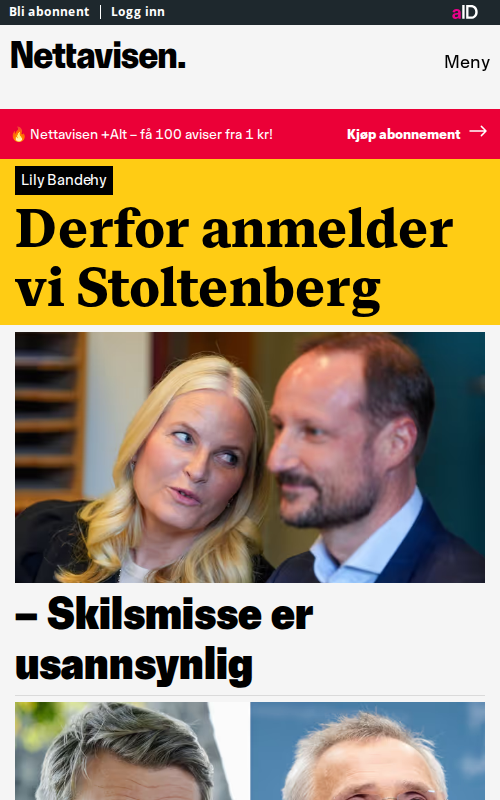 Bli abonnent
Logg inn
aID
Nettavisen.
Meny
🔥 Nettavisen +Alt – få 100 aviser fra 1 kr!
Kjøp abonnement →
Lily Bandehy
Derfor anmelder
vi Stoltenberg
– Skilsmisse er
usannsynlig